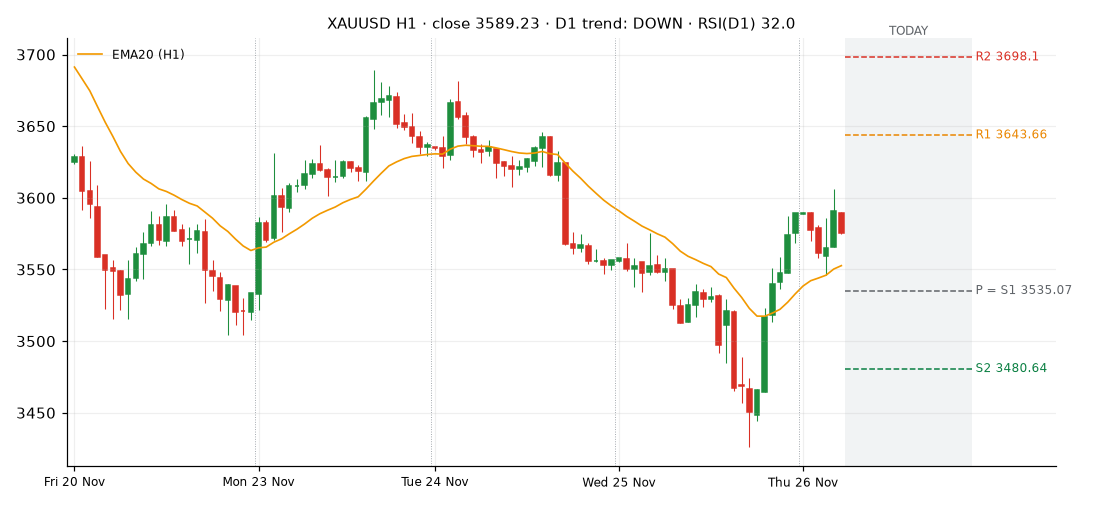 XAUUSD H1 · close 3589.23 · D1 trend: DOWN · RSI(D1) 32.0
TODAY
EMA20 (H1)
3700
3650
3600
3550
3500
3450
R2 3698.1
R1 3643.66
P = S1 3535.07
S2 3480.64
Fri 20 Nov
Mon 23 Nov
Tue 24 Nov
Wed 25 Nov
Thu 26 Nov